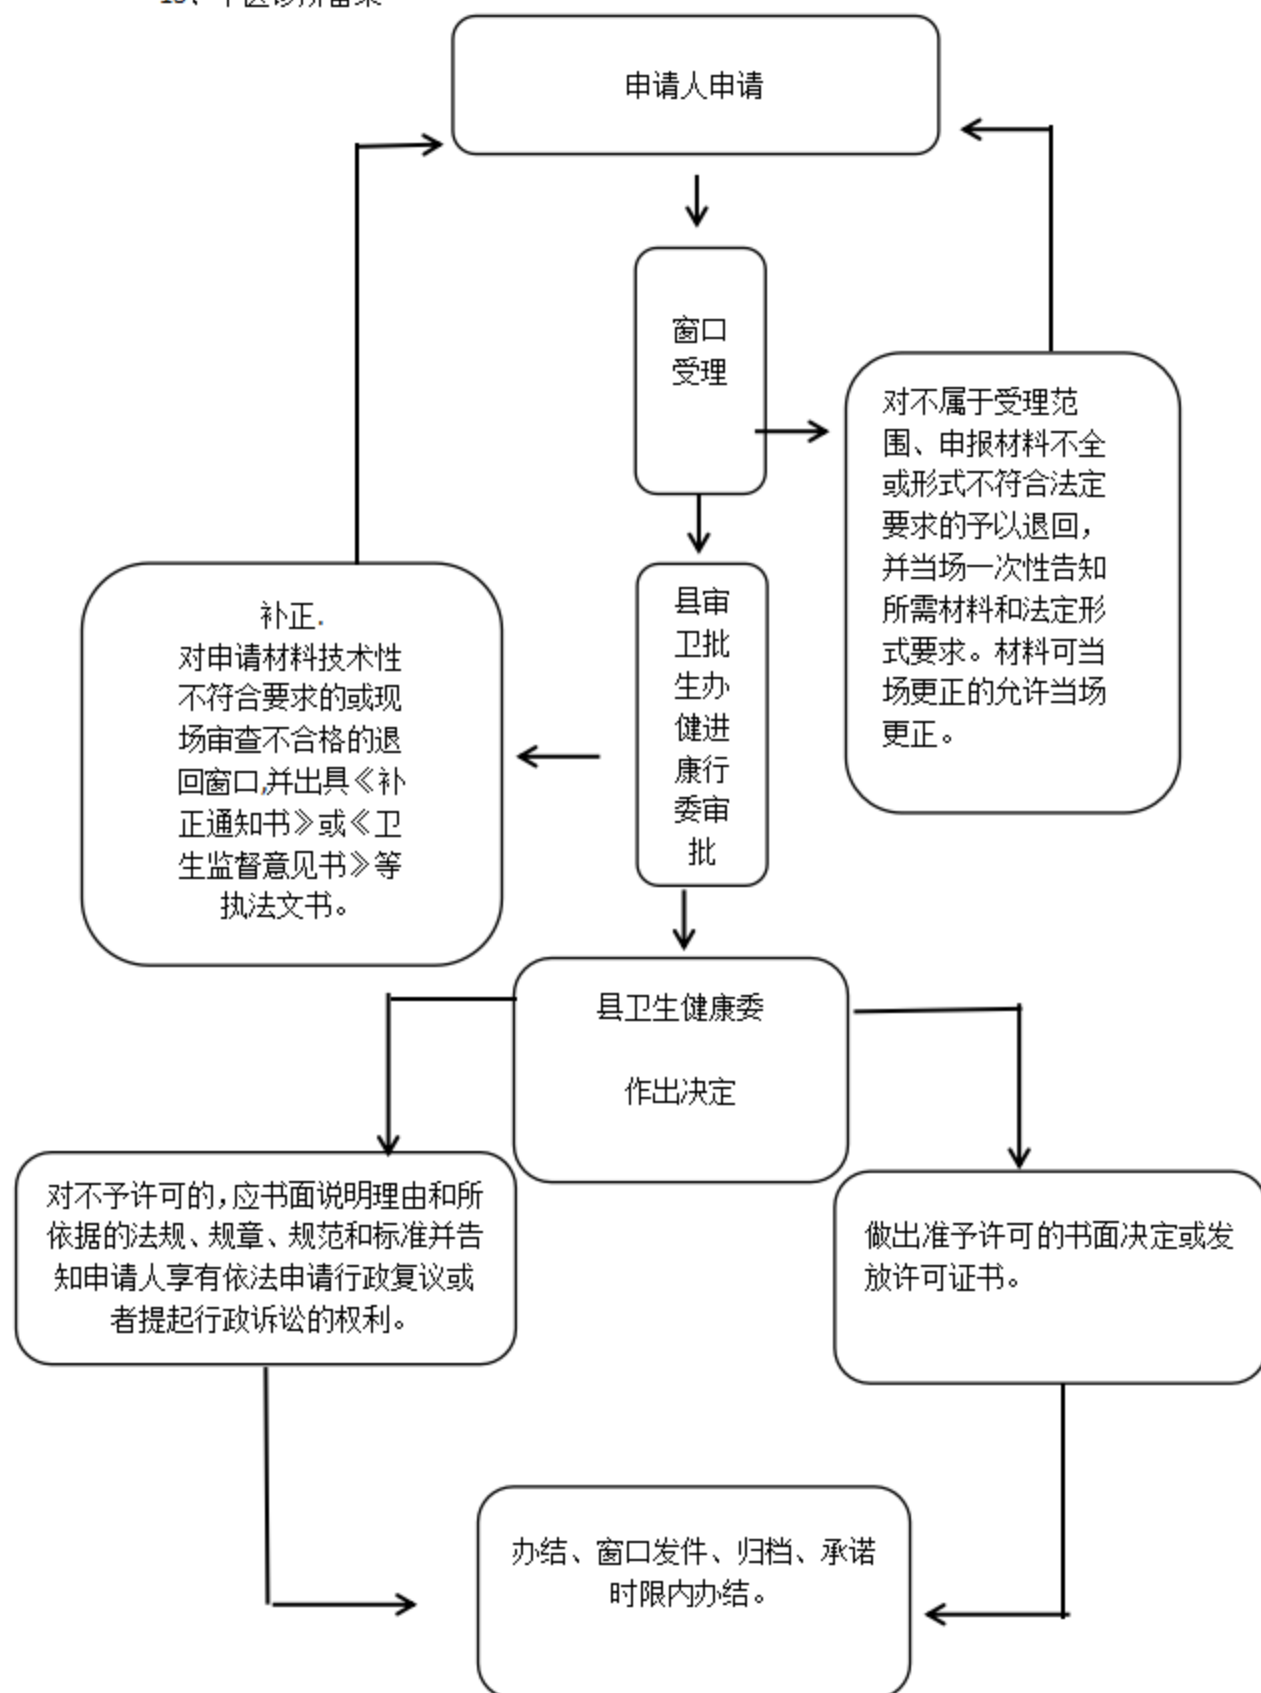 申请人申请
窗口
受理
对不属于受理范
围、申报材料不全
或形式不符合法定
要求的予以退回，
并当场一次性告知
所需材料和法定形
式要求。材料可当
场更正的允许当场
更正。
县审
卫批
生办
健进
康行
委审
批
补正.
对申请材料技术性
不符合要求的或现
场审查不合格的退
回窗口,并出具《补
正通知书》或《卫
生监督意见书》等
执法文书。
县卫生健康委
作出决定
对不予许可的，应书面说明理由和所
依据的法规、规章、规范和标准并告
知申请人享有依法申请行政复议或
者提起行政诉讼的权利。
做出准予许可的书面决定或发
放许可证书。
办结、窗口发件、归档、承诺
时限内办结。